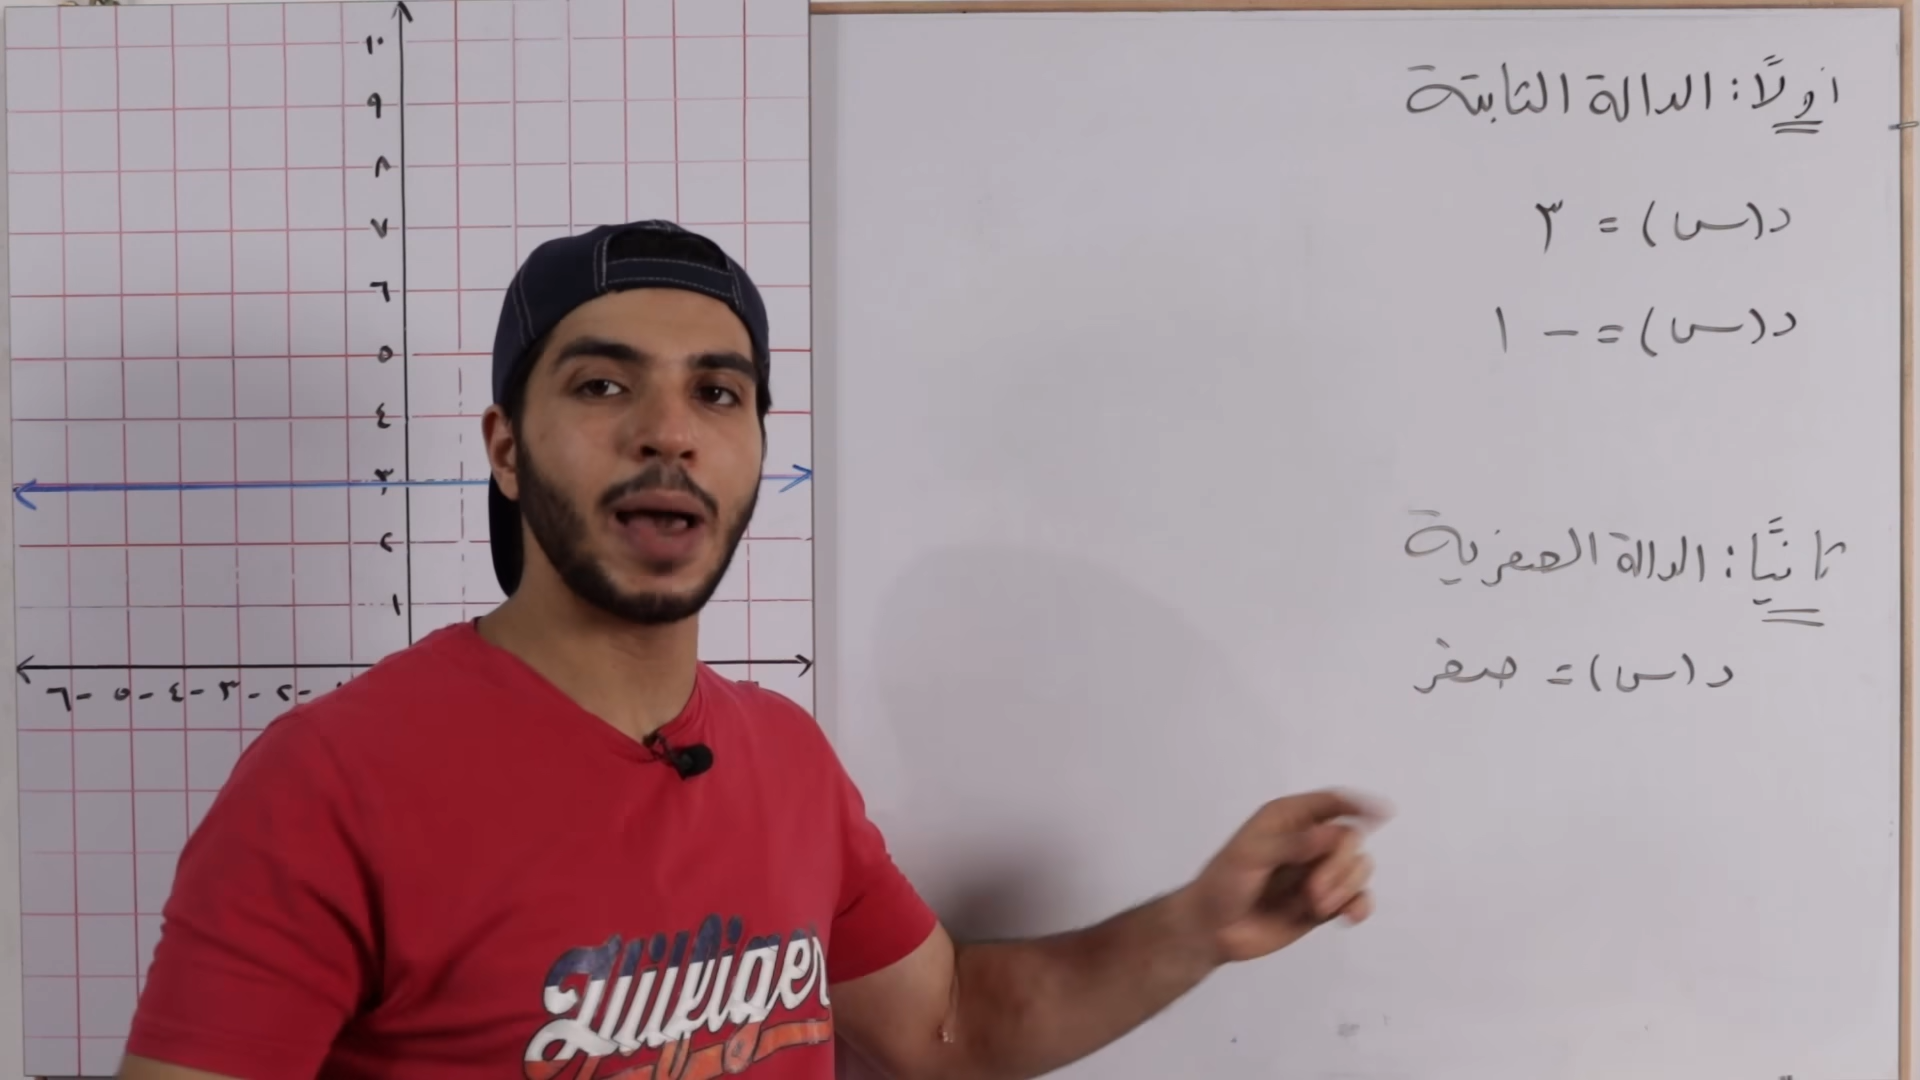 أولاً: الدالة الثابتة
د(س) = ٣
د(س) = - ١
ثانيًا: الدالة الصفرية
د(س) = صفر
١٠
٩
٨
٧
٦
٥
٤
٣
٢
١
٦- ٥- ٤- ٣- ٢-
Hilfiger